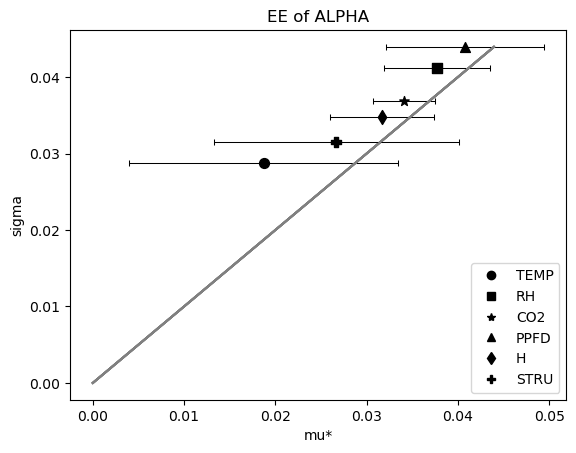 EE of ALPHA
sigma
0.04
0.03
0.02
0.01
0.00
TEMP
RH
CO2
PPFD
H
STRU
0.00 0.01 0.02 0.03 0.04 0.05
mu*